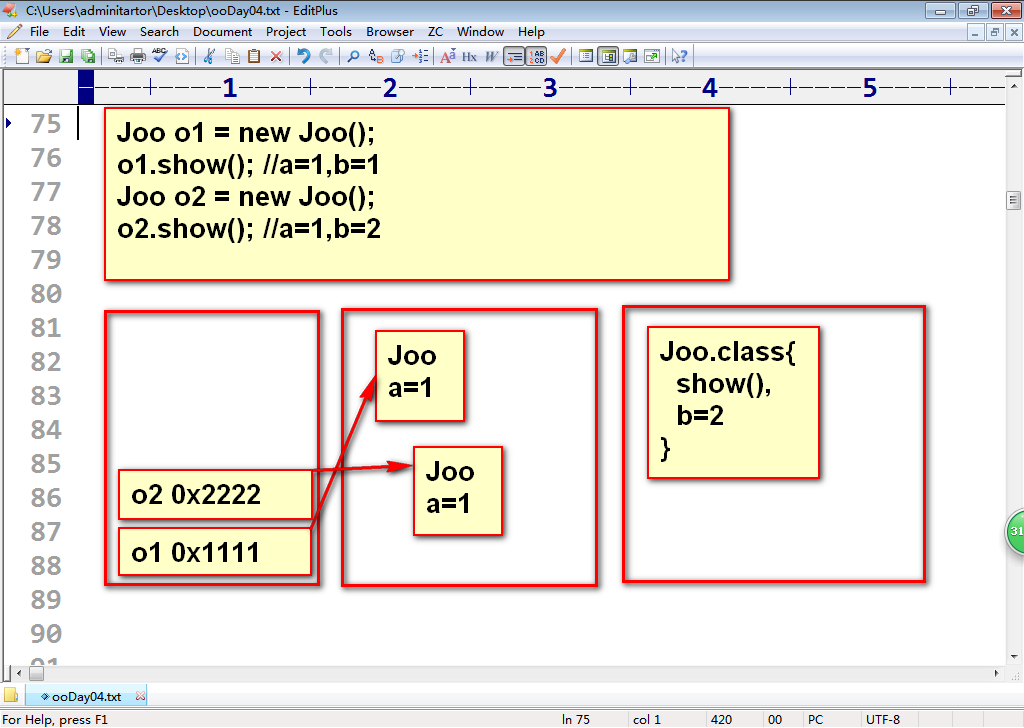 C:\Users\adminitartor\Desktop\ooDay04.txt - EditPlus
File Edit View Search Document Project Tools Browser ZC Window Help
1 2 3 4 5
75
76
77
78
79
80
81
82
83
84
85
86
87
88
89
90
91
Joo o1 = new Joo();
o1.show(); //a=1,b=1
Joo o2 = new Joo();
o2.show(); //a=1,b=2
o2 0x2222
o1 0x1111
Joo
a=1
Joo
a=1
Joo.class{
show(),
b=2
}
31
ooDay04.txt
For Help, press F1 ln 75 col 1 420 00 PC UTF-8